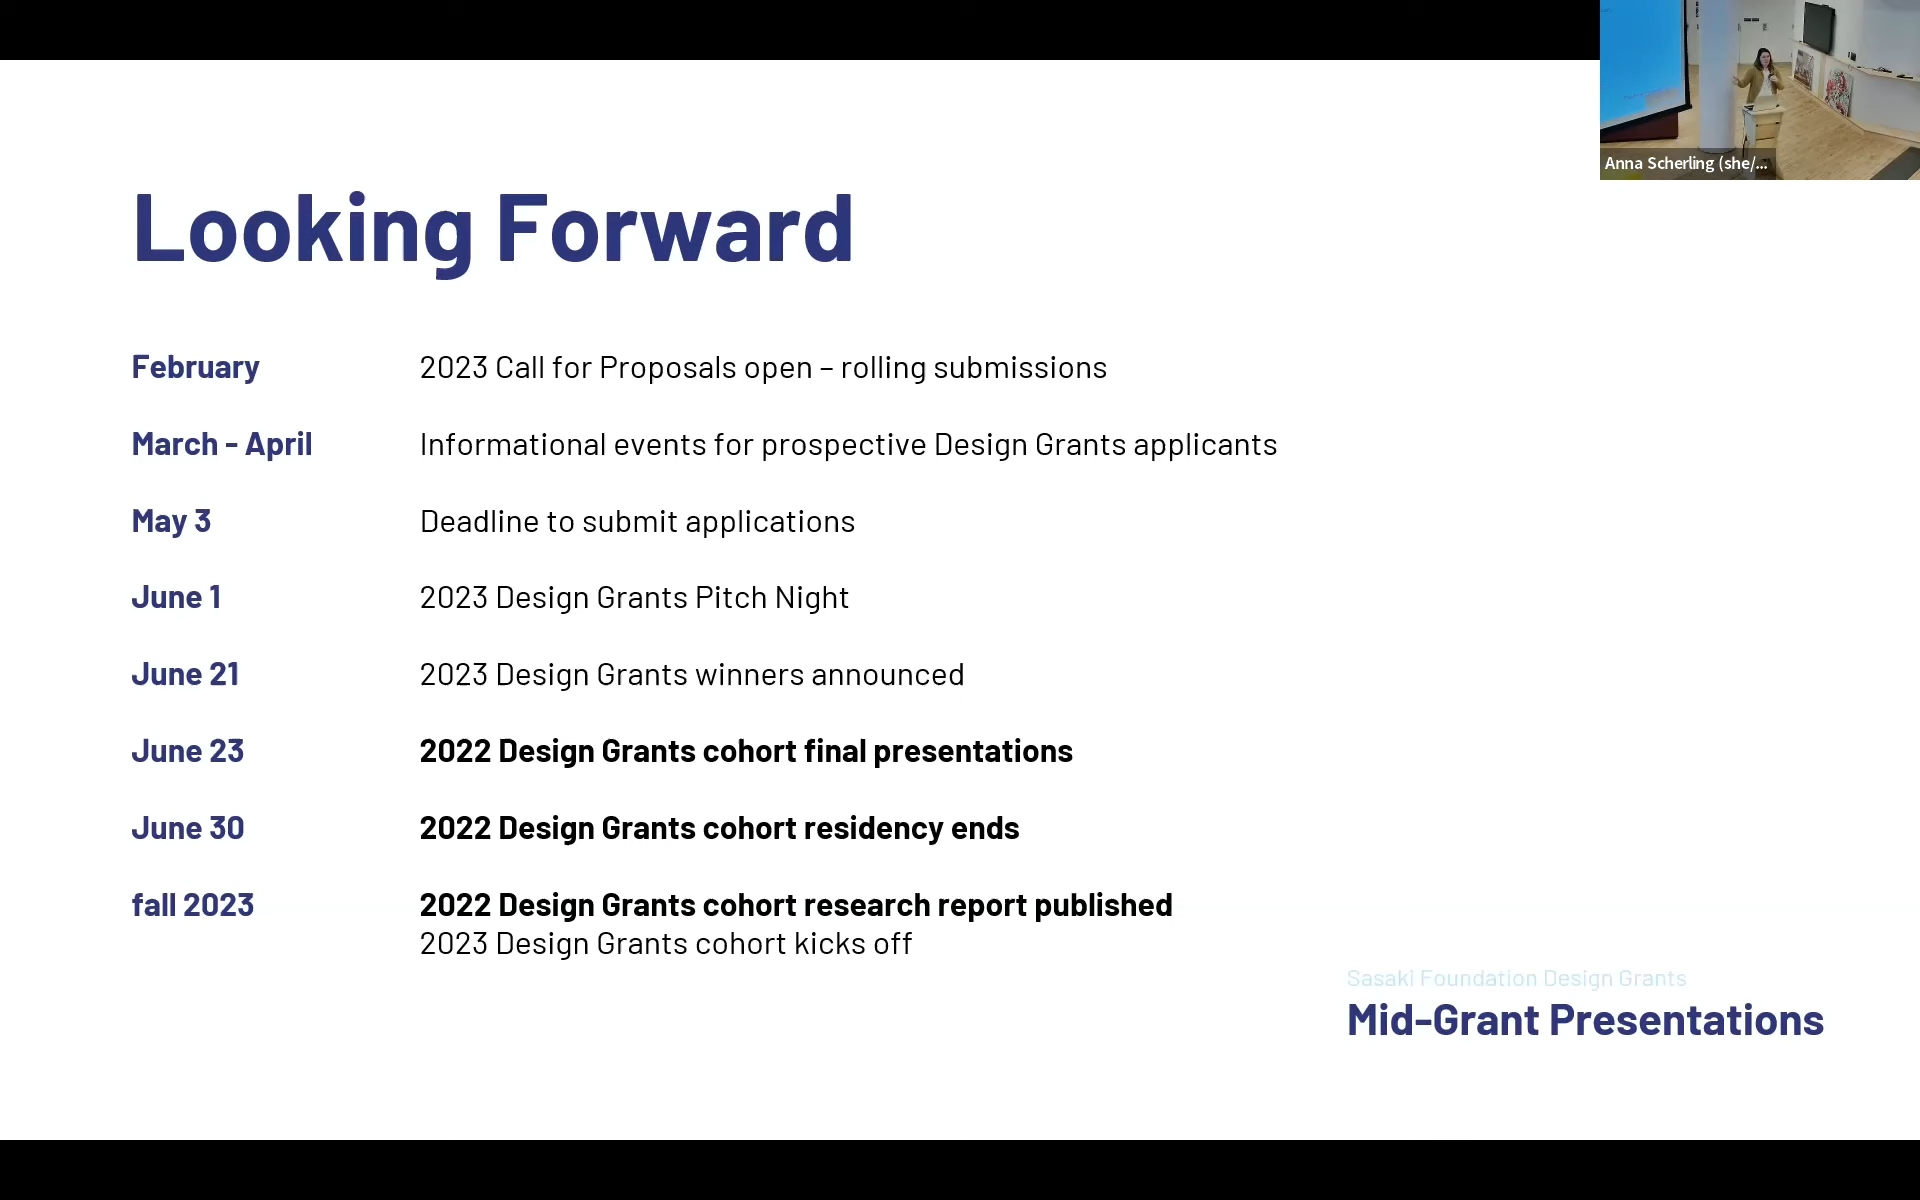 Anna Scherling (she/...
Looking Forward
February 2023 Call for Proposals open – rolling submissions
March - April Informational events for prospective Design Grants applicants
May 3 Deadline to submit applications
June 1 2023 Design Grants Pitch Night
June 21 2023 Design Grants winners announced
June 23 2022 Design Grants cohort final presentations
June 30 2022 Design Grants cohort residency ends
fall 2023 2022 Design Grants cohort research report published
2023 Design Grants cohort kicks off
Sasaki Foundation Design Grants
Mid-Grant Presentations